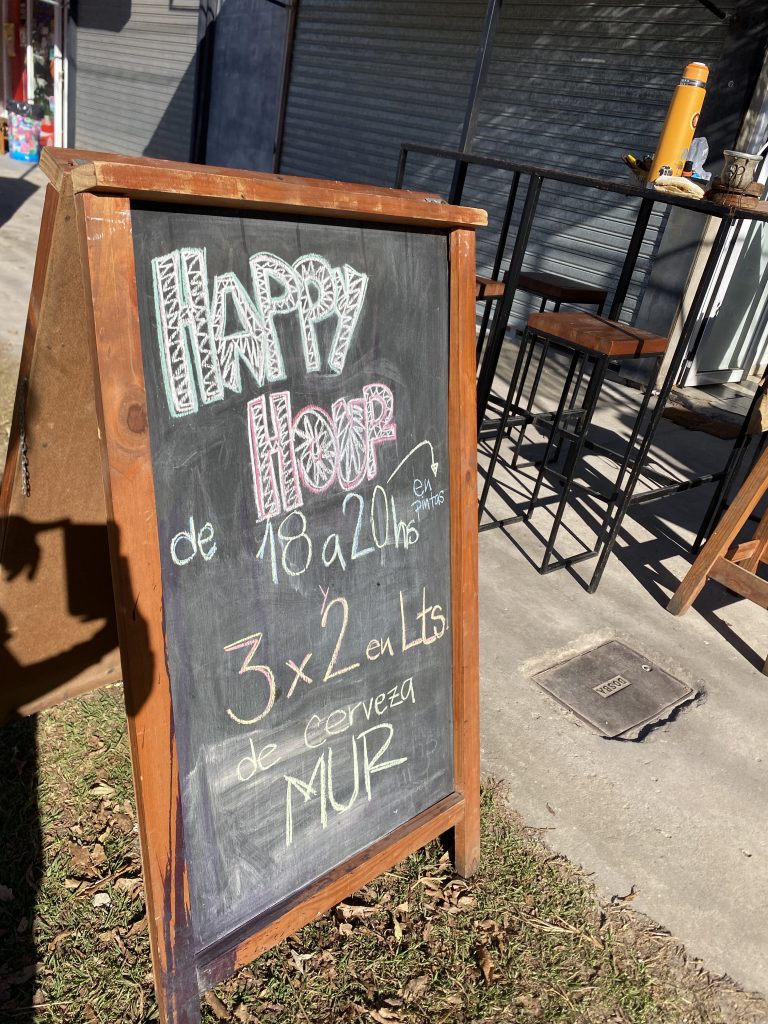 HAPPY
HOUR
de 18 a 20hs
en
pintas
y
3x2 en Lts.
de cerveza
MUR